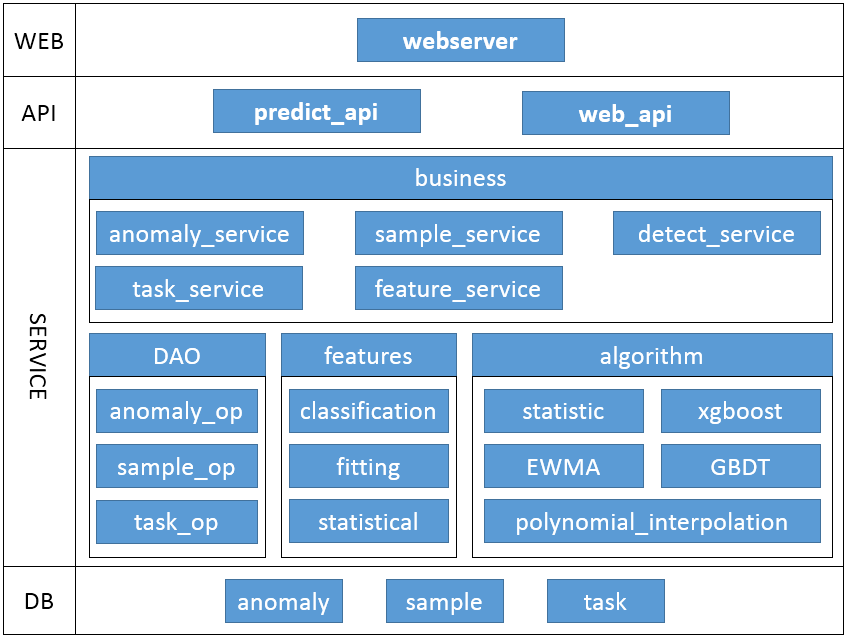 WEB
webserver
API
predict_api
web_api
SERVICE
business
anomaly_service
sample_service
detect_service
task_service
feature_service
DAO
anomaly_op
sample_op
task_op
features
classification
fitting
statistical
algorithm
statistic
xgboost
EWMA
GBDT
polynomial_interpolation
DB
anomaly
sample
task